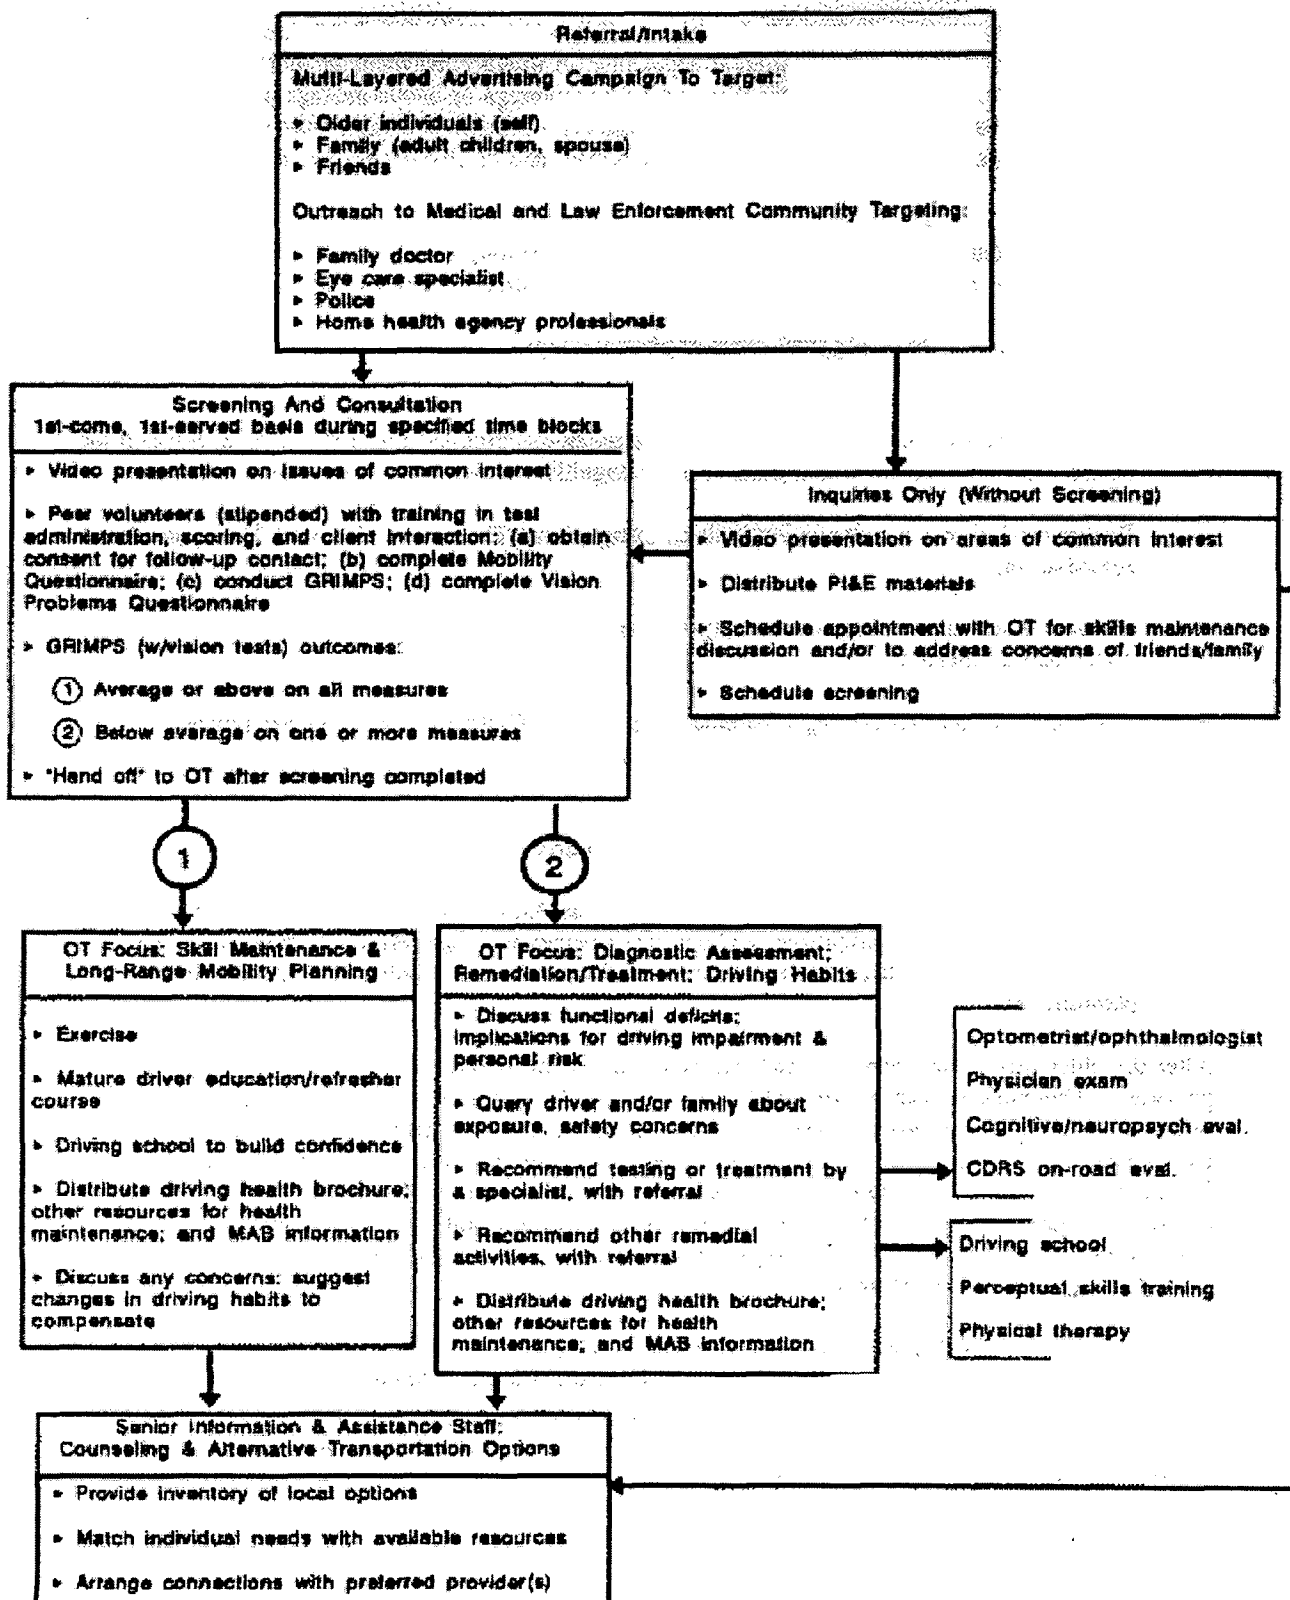 Referral/Intake
Multi-Layered Advertising Campaign To Target:
▸ Older individuals (self)
▸ Family (adult children, spouse)
▸ Friends
Outreach to Medical and Law Enforcement Community Targeting:
▸ Family doctor
▸ Eye care specialist
▸ Police
▸ Home health agency professionals
Screening And Consultation
1st-come, 1st-served basis during specified time blocks
▸ Video presentation on issues of common interest
▸ Peer volunteers (stipended) with training in test
administration, scoring, and client interaction: (a) obtain
consent for follow-up contact; (b) complete Mobility
Questionnaire; (c) conduct GRIMPS; (d) complete Vision
Problems Questionnaire
▸ GRIMPS (w/vision tests) outcomes:
① Average or above on all measures
② Below average on one or more measures
▸ "Hand off" to OT after screening completed
Inquiries Only (Without Screening)
▸ Video presentation on areas of common interest
▸ Distribute PI&E materials
▸ Schedule appointment with OT for skills maintenance
discussion and/or to address concerns of friends/family
▸ Schedule screening
1
2
OT Focus: Skill Maintenance &
Long-Range Mobility Planning
▸ Exercise
▸ Mature driver education/refresher
course
▸ Driving school to build confidence
▸ Distribute driving health brochure;
other resources for health
maintenance; and MAB information
▸ Discuss any concerns: suggest
changes in driving habits to
compensate
OT Focus: Diagnostic Assessment;
Remediation/Treatment; Driving Habits
▸ Discuss functional deficits;
implications for driving impairment &
personal risk
▸ Query driver and/or family about
exposure, safety concerns
▸ Recommend testing or treatment by
a specialist, with referral
▸ Recommend other remedial
activities, with referral
▸ Distribute driving health brochure;
other resources for health
maintenance; and MAB information
Optometrist/ophthalmologist
Physician exam
Cognitive/neuropsych eval.
CDRS on-road eval.
Driving school
Perceptual skills training
Physical therapy
Senior Information & Assistance Staff:
Counseling & Alternative Transportation Options
▸ Provide inventory of local options
▸ Match individual needs with available resources
▸ Arrange connections with preferred provider(s)